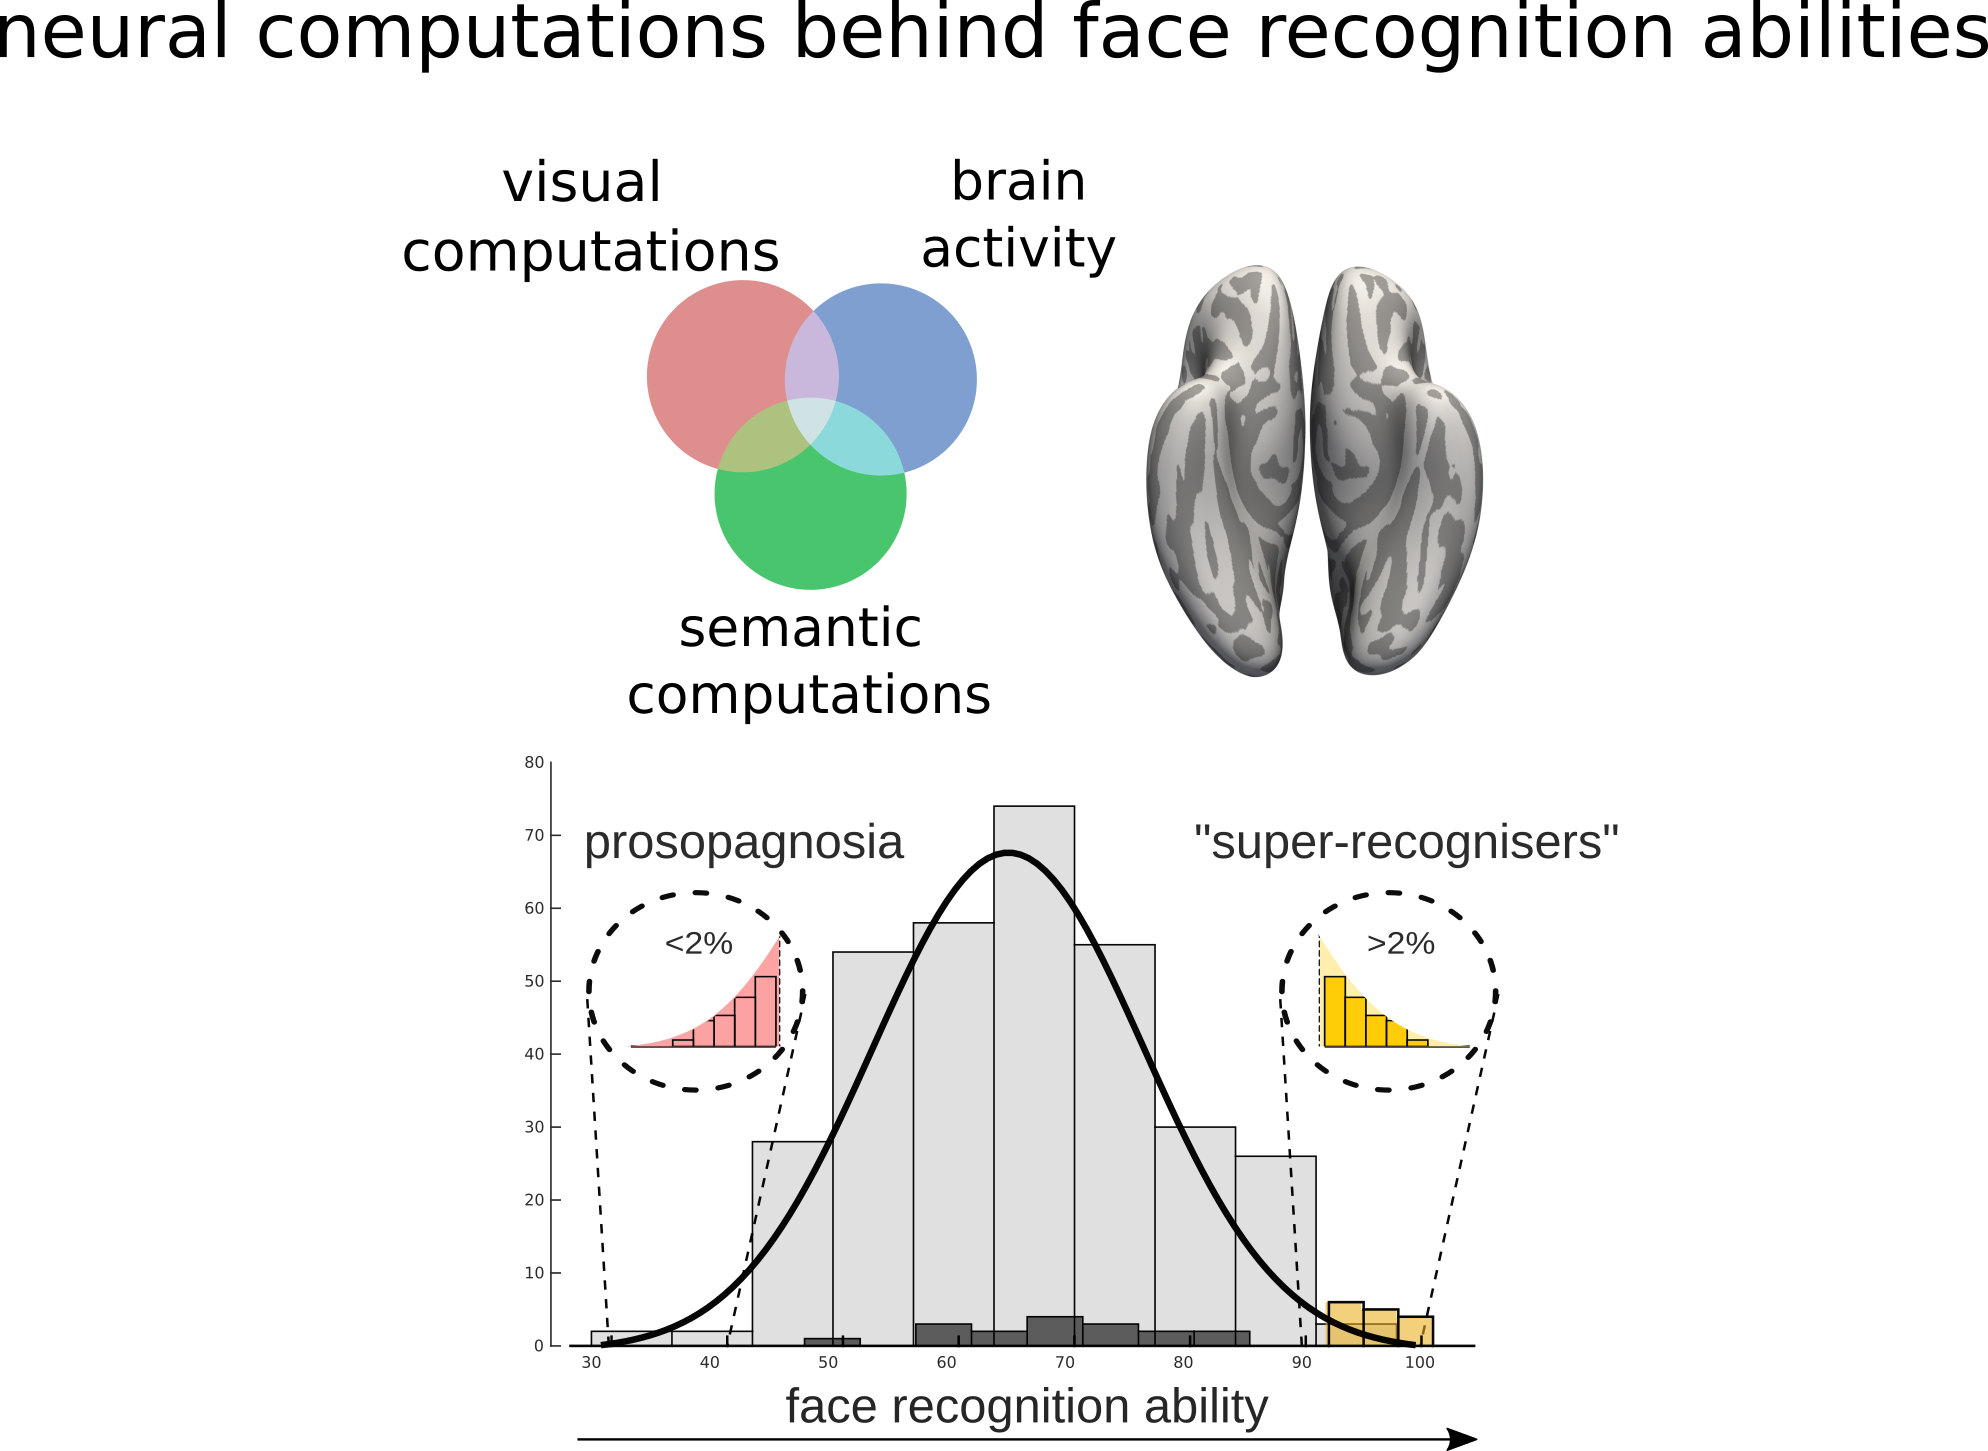 neural computations behind face recognition abilities
visual
computations
brain
activity
semantic
computations
80
70
60
50
40
30
20
10
0
prosopagnosia
"super-recognisers"
<2%
>2%
30 40 50 60 70 80 90 100
face recognition ability